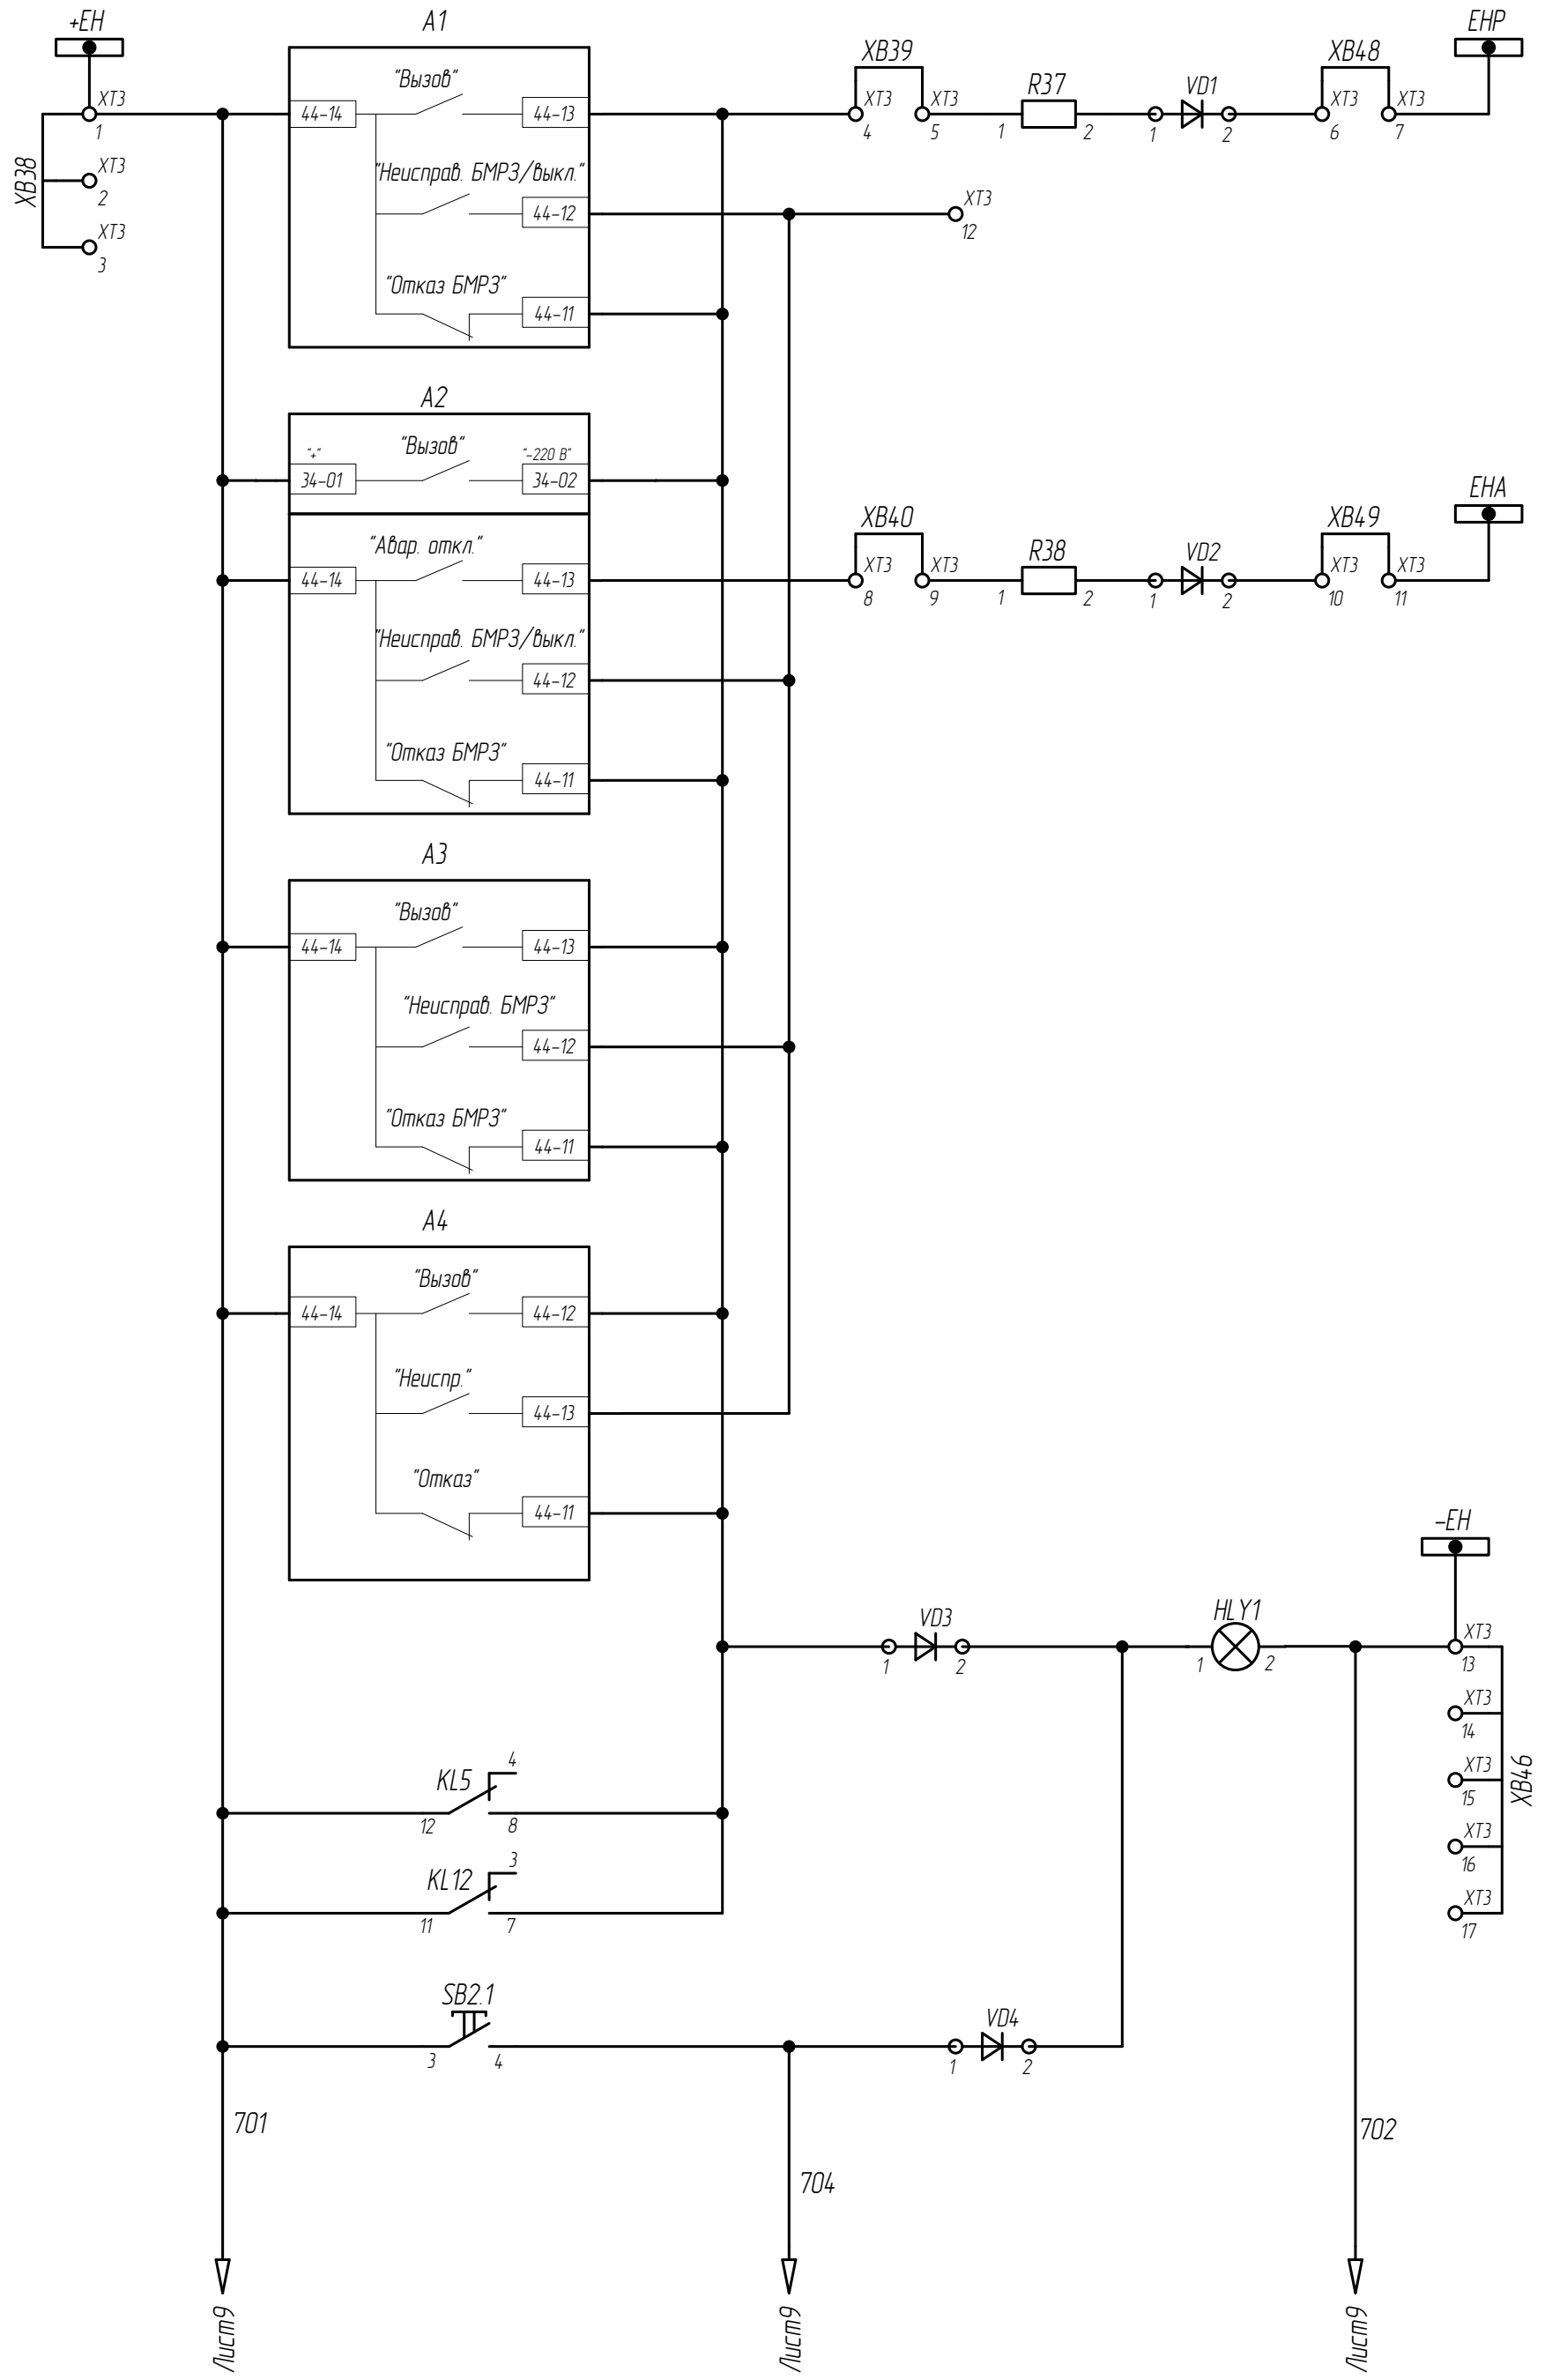 +EH
A1
XB39
XB48
EHP
"Вызов"
R37
VD1
XT3
44-14
44-13
XT3
XT3
XT3
XT3
1
4
5
1
2
1
2
6
7
XB38
XT3
2
"Неисправ. БМРЗ/выкл."
44-12
XT3
12
XT3
3
"Отказ БМРЗ"
44-11
A2
"+"
"Вызов"
"-220 В"
34-01
34-02
EHA
XB40
XB49
"Авар. откл."
R38
VD2
44-14
44-13
XT3
XT3
XT3
XT3
8
9
1
2
1
2
10
11
"Неисправ. БМРЗ/выкл."
44-12
"Отказ БМРЗ"
44-11
A3
"Вызов"
44-14
44-13
"Неисправ. БМРЗ"
44-12
"Отказ БМРЗ"
44-11
A4
"Вызов"
44-14
44-12
"Неиспр."
44-13
"Отказ"
44-11
-EH
VD3
HLY1
XT3
1
2
1
2
13
XT3
14
KL5
4
XT3
15
XB46
12
8
XT3
16
KL12
3
XT3
17
11
7
SB2.1
VD4
3
4
1
2
701
702
704
Лист9
Лист9
Лист9